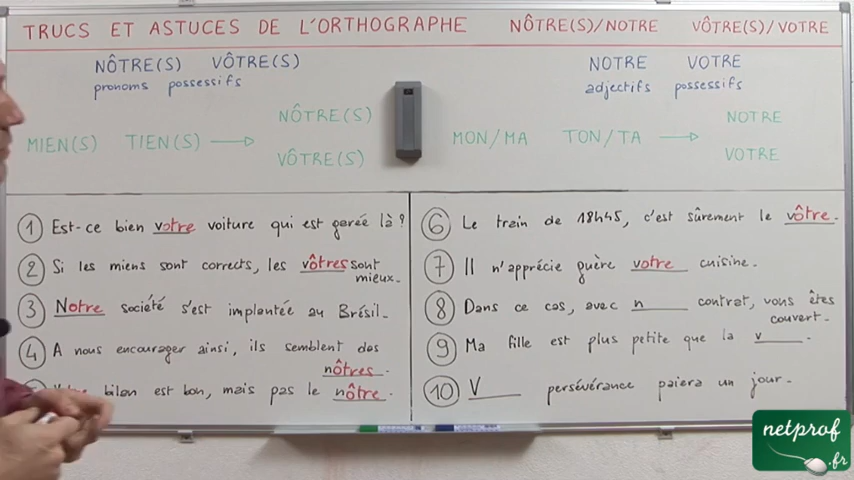 TRUCS ET ASTUCES DE L'ORTHOGRAPHE NÔTRE(S)/NOTRE VÔTRE(S)/VOTRE
NÔTRE(S) VÔTRE(S)
pronoms possessifs
MIEN(S) TIEN(S)
NÔTRE(S)
VÔTRE(S)
NOTRE VOTRE
adjectifs possessifs
MON/MA TON/TA
NOTRE
VOTRE
1 Est-ce bien votre voiture qui est garée là ?
2 Si les miens sont corrects, les vôtres sont
mieux.
3 Notre société s'est implantée au Brésil.
4 A nous encourager ainsi, ils semblent des
nôtres.
bilan est bon, mais pas le nôtre.
6 Le train de 18h45, c'est sûrement le vôtre.
7 Il n'apprécie guère votre cuisine.
8 Dans ce cas, avec n_____ contrat, vous êtes
couvert.
9 Ma fille est plus petite que la v_____.
10 V_____ persévérance paiera un jour.
netprof
.fr